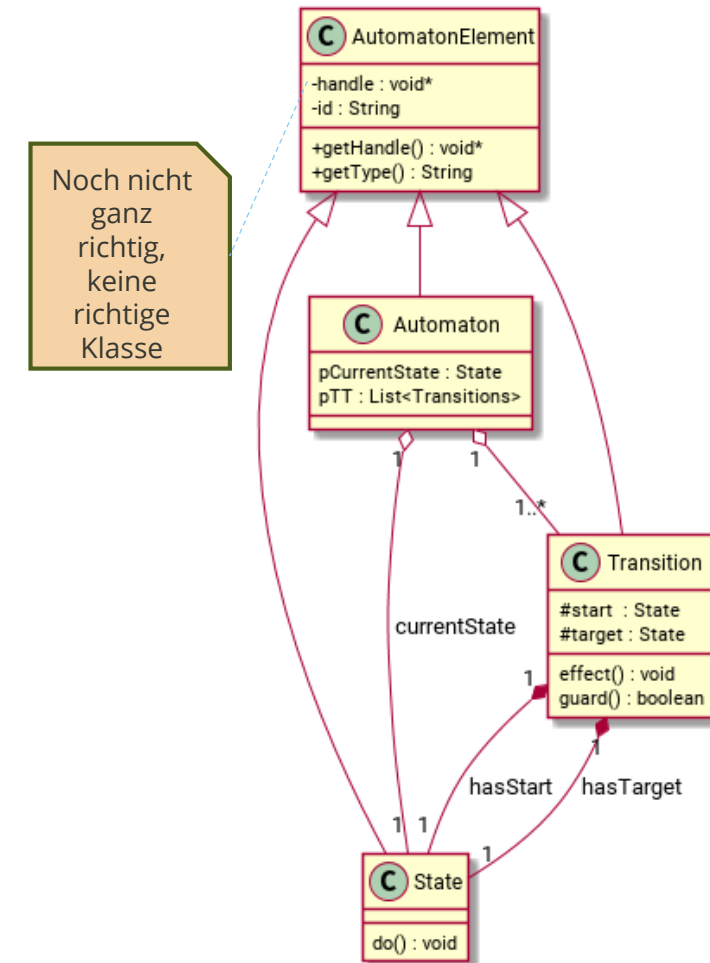 C AutomatonElement
-handle : void*
-id : String
+getHandle() : void*
+getType() : String
Noch nicht
ganz
richtig,
keine
richtige
Klasse
C Automaton
pCurrentState : State
pTT : List<Transitions>
1
1
1..*
C Transition
#start : State
#target : State
effect() : void
guard() : boolean
currentState
1
1
hasStart
hasTarget
1
1
1
C State
do() : void